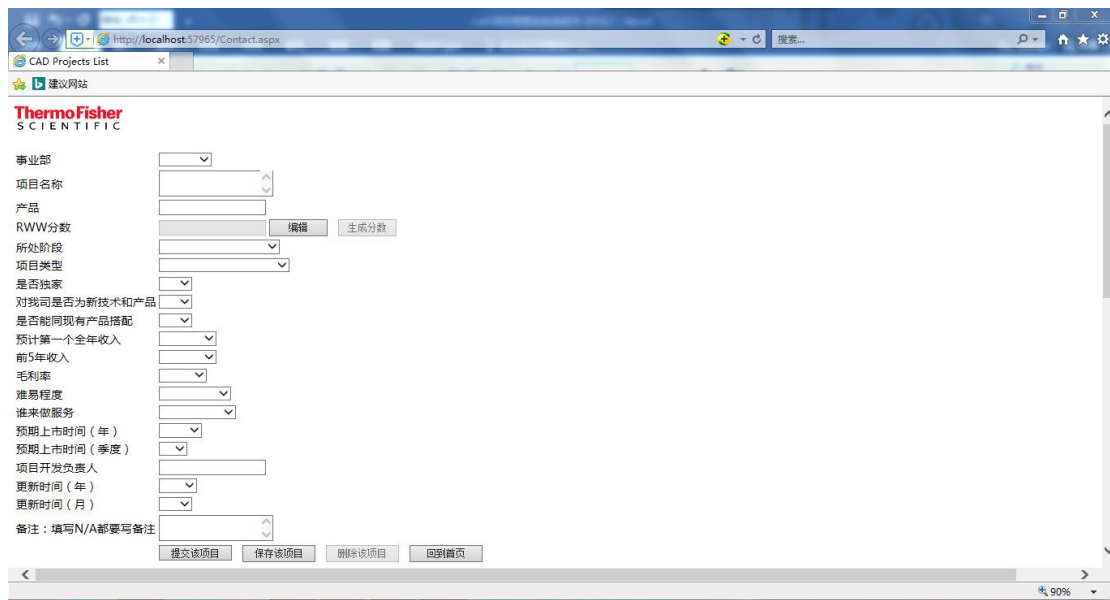 http://localhost:57965/Contact.aspx
搜索...
CAD Projects List
建议网站
ThermoFisher
SCIENTIFIC
事业部
项目名称
产品
RWW分数 编辑 生成分数
所处阶段
项目类型
是否独家
对我司是否为新技术和产品
是否能同现有产品搭配
预计第一个全年收入
前5年收入
毛利率
难易程度
谁来做服务
预期上市时间（年）
预期上市时间（季度）
项目开发负责人
更新时间（年）
更新时间（月）
备注：填写N/A都要写备注
提交该项目 保存该项目 删除该项目 回到首页
90%